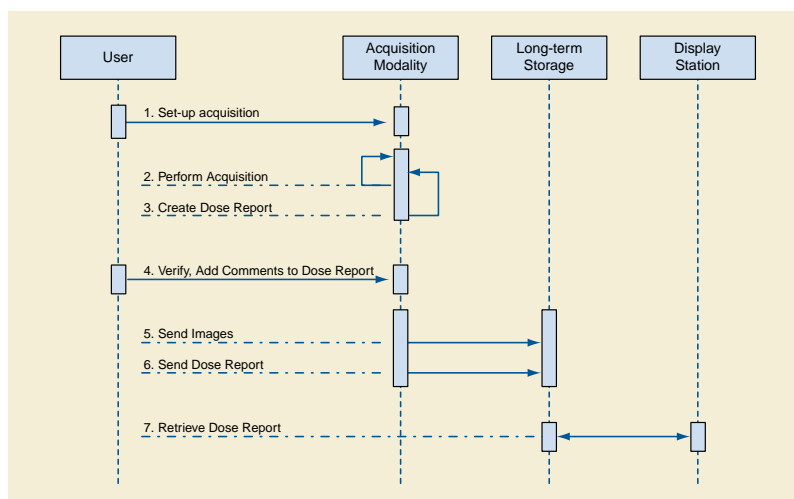 User
Acquisition
Modality
Long-term
Storage
Display
Station
1. Set-up acquisition
2. Perform Acquisition
3. Create Dose Report
4. Verify, Add Comments to Dose Report
5. Send Images
6. Send Dose Report
7. Retrieve Dose Report